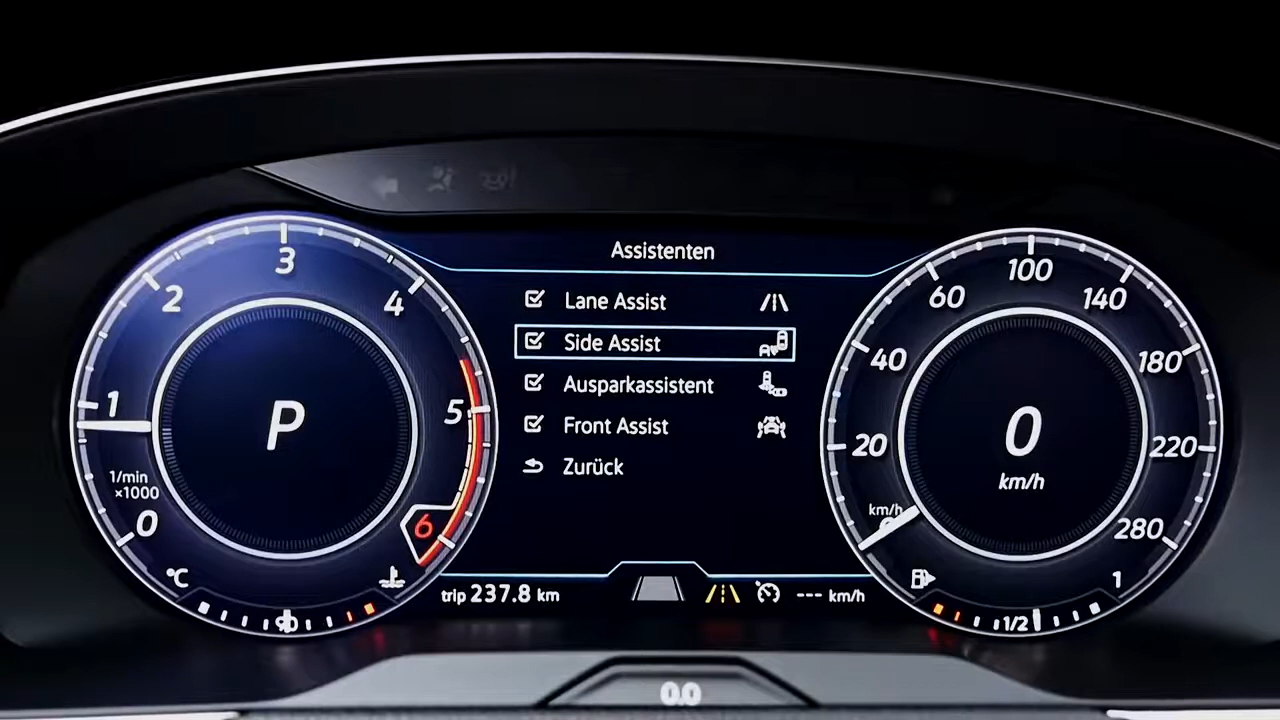 Assistenten
Lane Assist
Side Assist
Ausparkassistent
Front Assist
Zurück
0
1
2
3
4
5
6
1/min
×1000
P
°C
90
trip 237.8 km
--- km/h
20
40
60
100
140
180
220
280
km/h
0
km/h
1/2
1
0.0